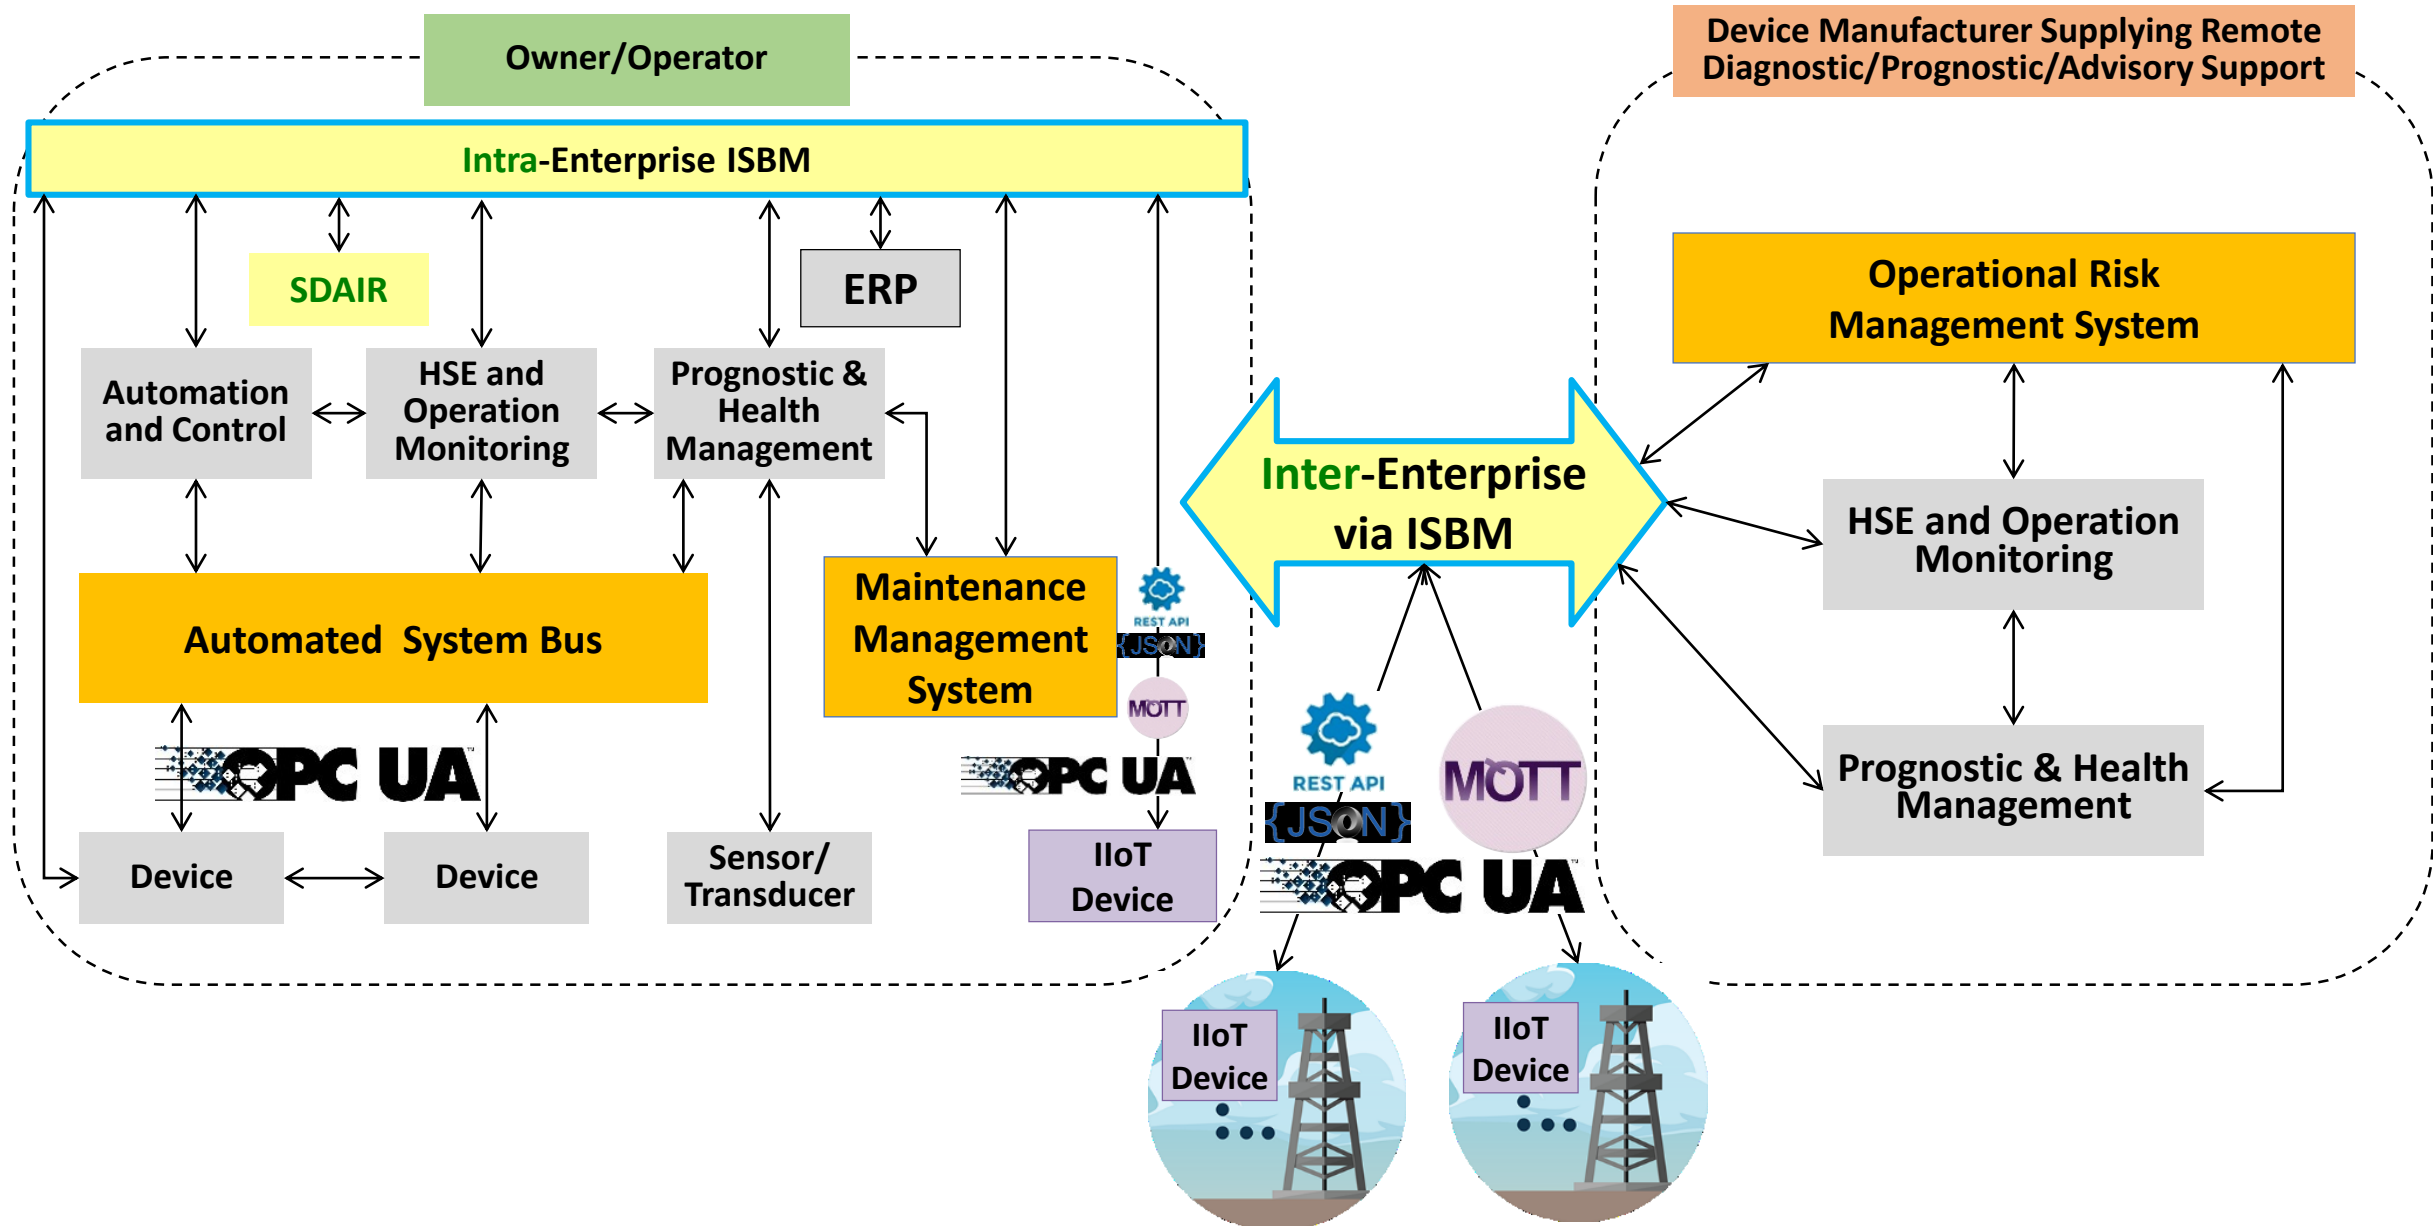 Owner/Operator
Device Manufacturer Supplying Remote
Diagnostic/Prognostic/Advisory Support
Intra-Enterprise ISBM
SDAIR
ERP
Automation
and Control
HSE and
Operation
Monitoring
Prognostic &
Health
Management
Automated System Bus
Maintenance
Management
System
REST API
{JSON}
MQTT
OPC UA™
OPC UA™
Device
Device
Sensor/
Transducer
IIoT
Device
Inter-Enterprise
via ISBM
REST API
{JSON}
MQTT
OPC UA™
IIoT
Device
IIoT
Device
Operational Risk
Management System
HSE and Operation
Monitoring
Prognostic & Health
Management